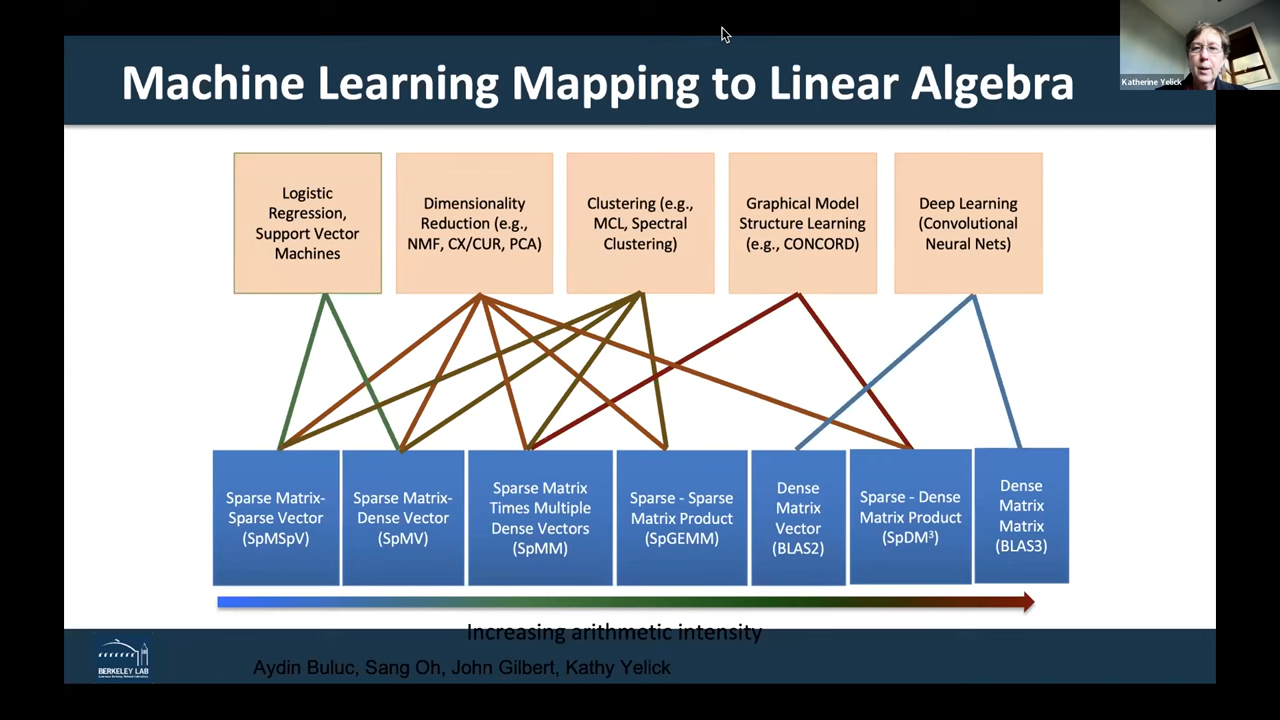 Machine Learning Mapping to Linear Algebra
Katherine Yelick
Logistic
Regression,
Support Vector
Machines
Dimensionality
Reduction (e.g.,
NMF, CX/CUR, PCA)
Clustering (e.g.,
MCL, Spectral
Clustering)
Graphical Model
Structure Learning
(e.g., CONCORD)
Deep Learning
(Convolutional
Neural Nets)
Sparse Matrix-
Sparse Vector
(SpMSpV)
Sparse Matrix-
Dense Vector
(SpMV)
Sparse Matrix
Times Multiple
Dense Vectors
(SpMM)
Sparse - Sparse
Matrix Product
(SpGEMM)
Dense
Matrix
Vector
(BLAS2)
Sparse - Dense
Matrix Product
(SpDM³)
Dense
Matrix
Matrix
(BLAS3)
Increasing arithmetic intensity
BERKELEY LAB
Aydin Buluc, Sang Oh, John Gilbert, Kathy Yelick